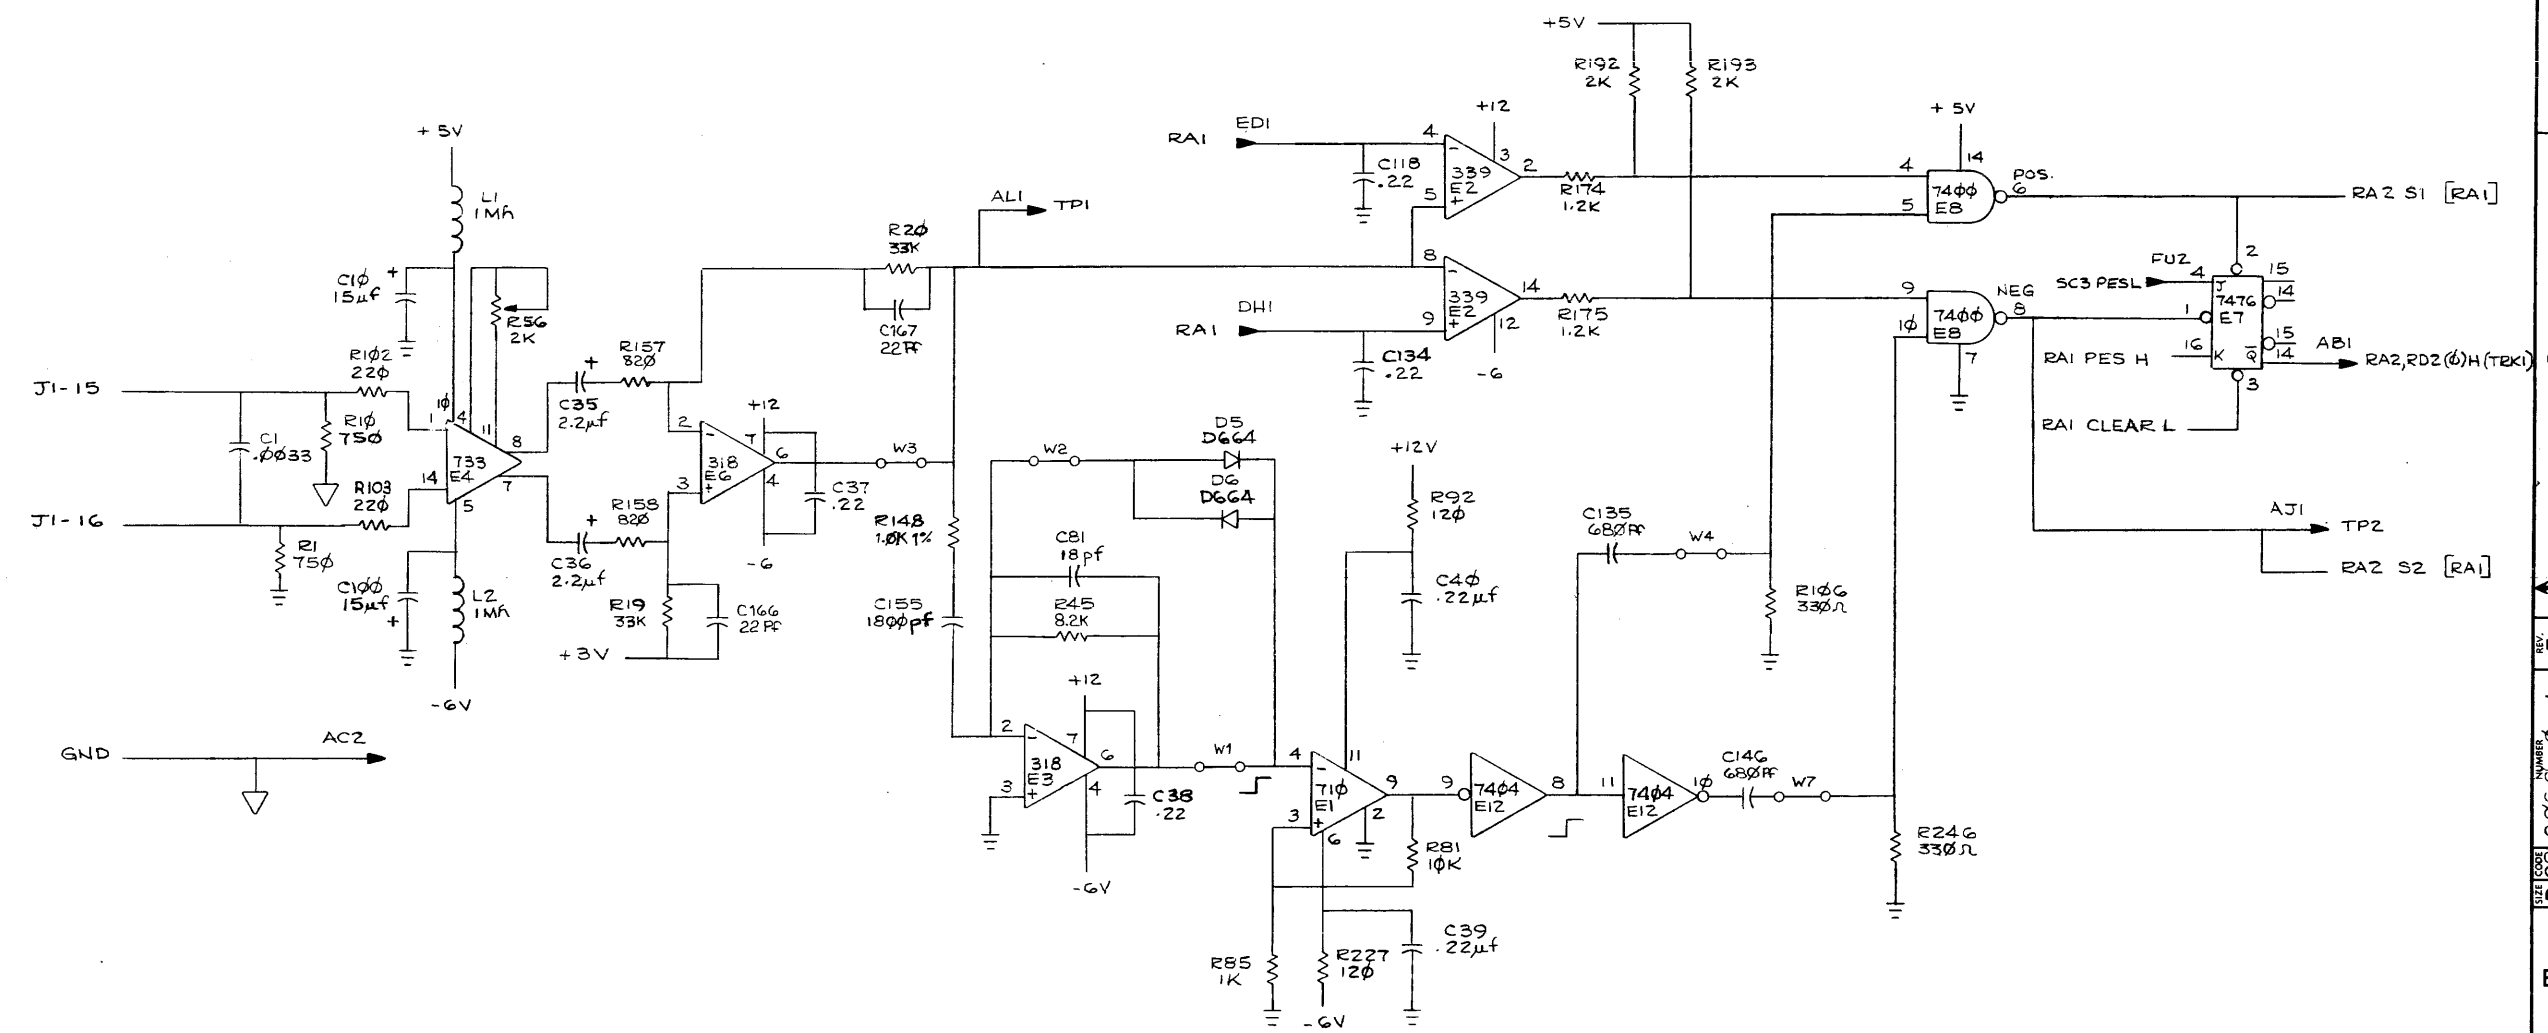 +5V
R192
2K
R193
2K
+12
+ 5V
RA1
ED1
4
-
3
339
E2
+
5
2
C118
.22
R174
1.2K
4
14
7400
E8
5
POS.
6
RA2 S1 [RA1]
+ 5V
L1
1Mh
AL1
TP1
R20
33K
C167
22Pf
8
-
339
E2
+
9
14
12
-6
R175
1.2K
DH1
RA1
C134
.22
9
10
7400
E8
7
NEG
8
FU2
SC3 PESL
4
2
J
7476
E7
1
15
14
15
14
RA1 PES H
16
K
Q
3
AB1
RA2,RD2(0)H(TRK1)
RA1 CLEAR L
C10
15µf
+
R56
2K
R102
220
J1-15
C1
.0033
R10
750
10
4
1
11
733
E4
14
5
8
7
R103
220
J1-16
R1
750
C100
15µf
+
L2
1Mh
-6V
+
C35
2.2µf
R157
820
2
-
318
E6
+
3
+12
7
6
4
-6
C37
.22
W3
R158
820
+
C36
2.2µf
R19
33K
C166
22Pf
+3V
R148
1.0K 1%
C155
1800pf
W2
D5
D664
D6
D664
C81
18pf
R45
8.2K
+12V
R92
120
C40
.22µf
C135
680Pf
W4
R106
330Ω
AJ1
TP2
RA2 S2 [RA1]
GND
AC2
+12
2
-
318
E3
+
3
7
6
4
C38
.22
-6V
W1
4
-
11
710
E1
+
3
9
2
6
R81
10K
9
7404
E12
8
11
7404
E12
10
C146
680Pf
W7
R246
330Ω
R85
1K
R227
120
C39
.22µf
-6V
REV.
NUMBER
SIZE CODE